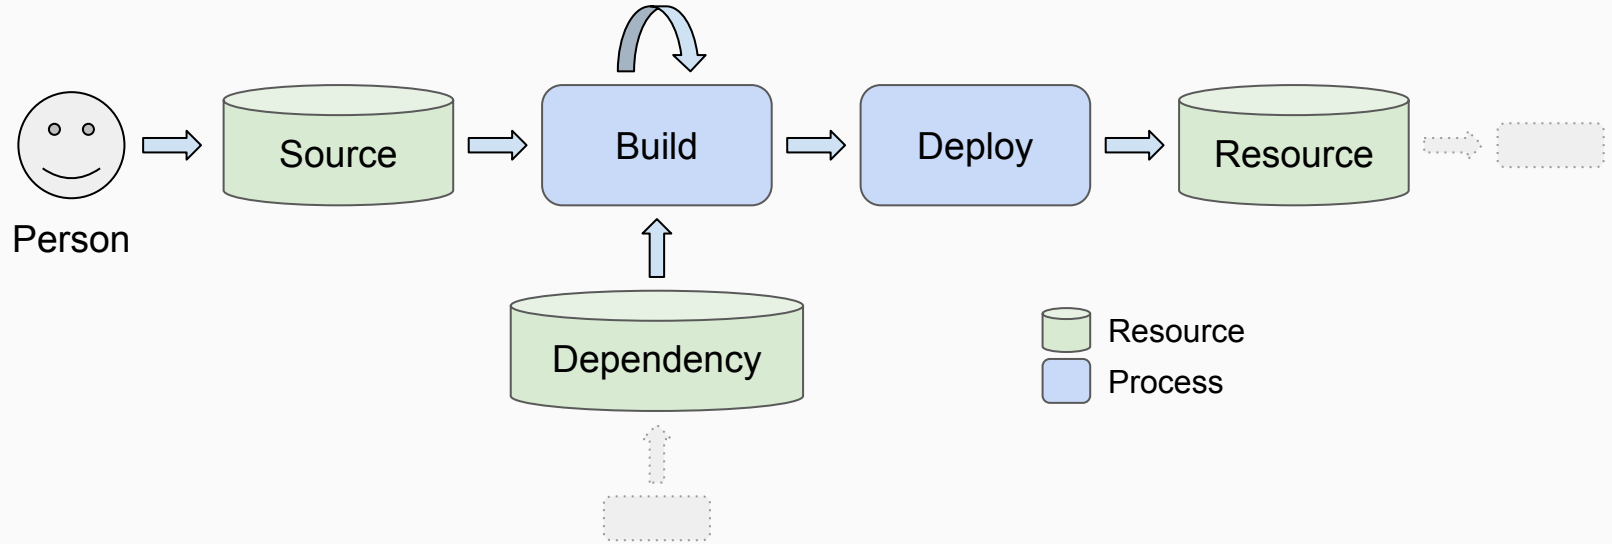 Person
Source
Build
Deploy
Resource
Dependency
Resource
Process